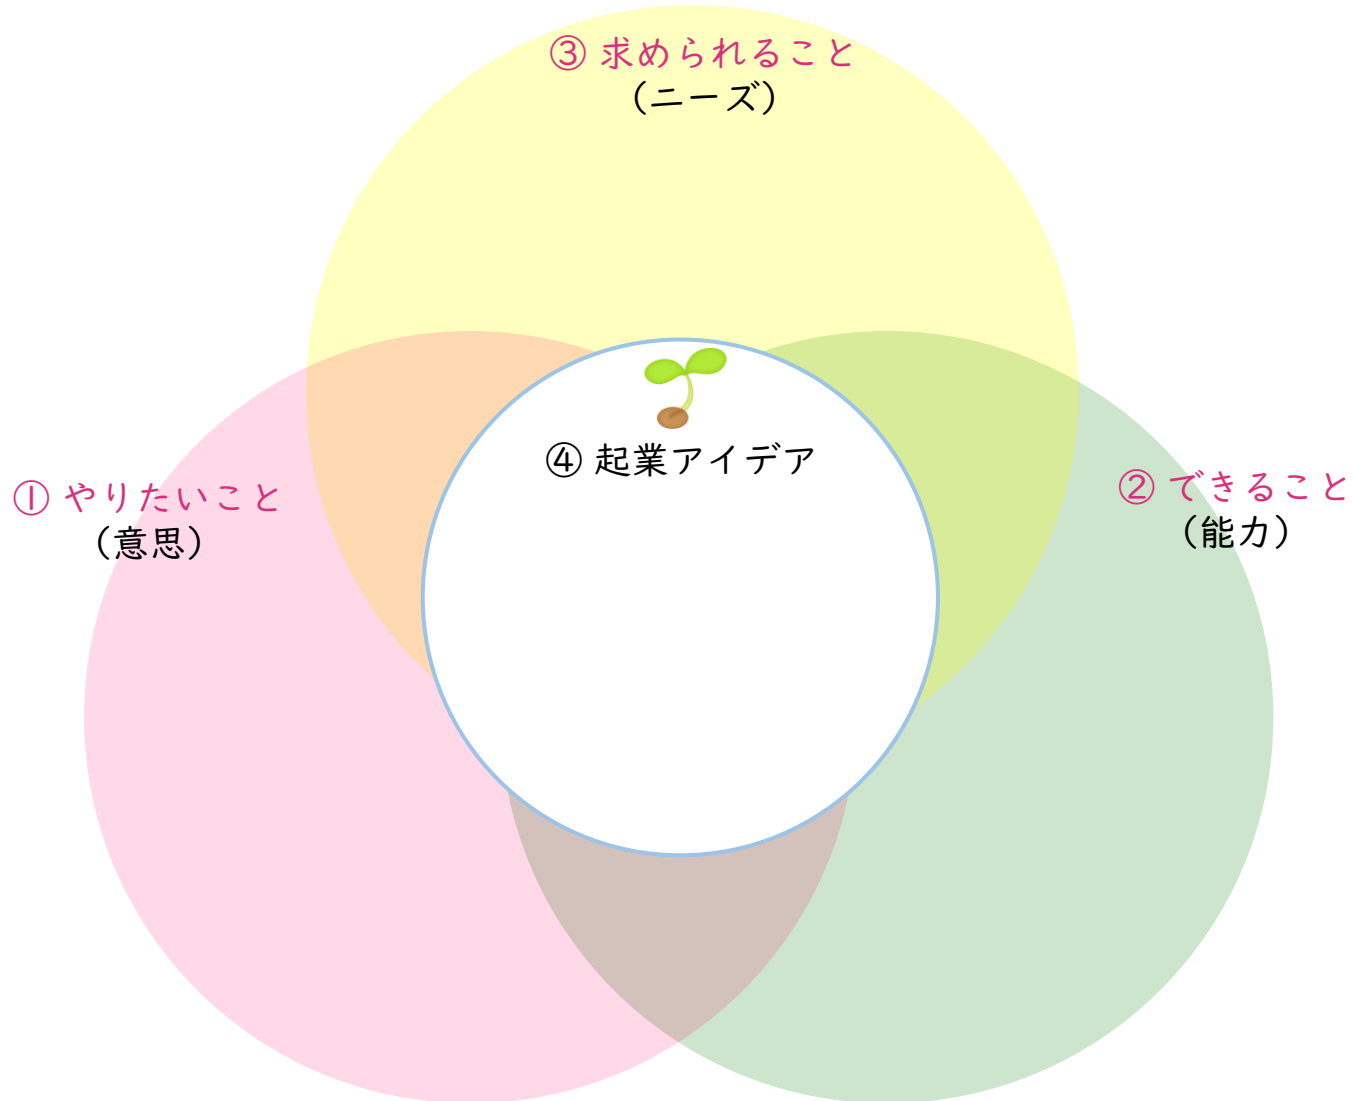 ③ 求められること
（ニーズ）
④ 起業アイデア
① やりたいこと
（意思）
② できること
（能力）